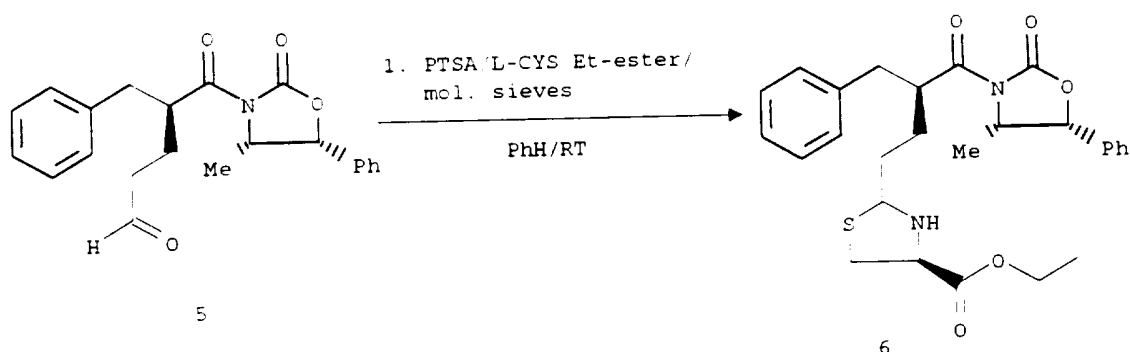 O O
1. PTSA/L-CYS Et-ester/
mol. sieves
PhH/RT
O O
N O
Me
Ph
H O
5
N O
Me
Ph
S NH
O
O
6